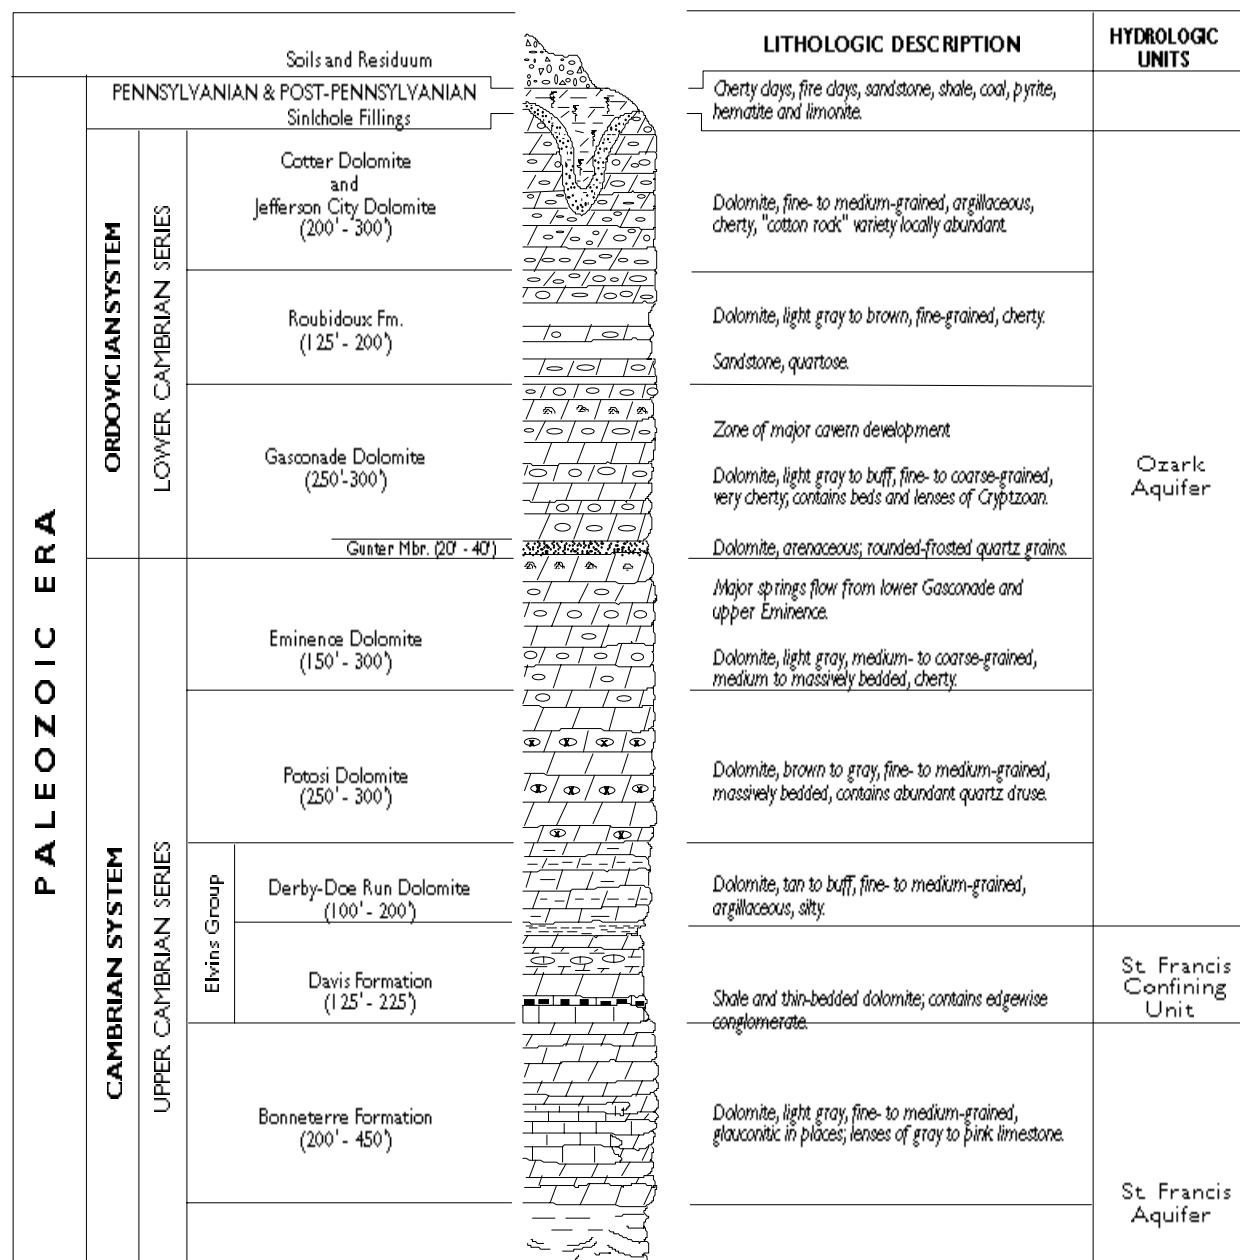 LITHOLOGIC DESCRIPTION
HYDROLOGIC
UNITS
Soils and Residuum
PENNSYLVANIAN & POST-PENNSYLVANIAN
Sinlchole Fillings
Cherty clays, fire clays, sandstone, shale, coal, pyrite,
hematite and limonite.
PALEOZOIC ERA
ORDOVICIAN SYSTEM
LOWER CAMBRIAN SERIES
Cotter Dolomite
and
Jefferson City Dolomite
(200' - 300')
Dolomite, fine- to medium-grained, argillaceous,
cherty, "cotton rock" variety locally abundant.
Roubidoux Fm.
(125' - 200')
Dolomite, light gray to brown, fine-grained, cherty.
Sandstone, quartose.
Gasconade Dolomite
(250'-300')
Zone of major cavern development
Dolomite, light gray to buff, fine- to coarse-grained,
very cherty; contains beds and lenses of Cryptzoan.
Gunter Mbr. (20' - 40')
Dolomite, arenaceous; rounded-frosted quartz grains.
Ozark
Aquifer
CAMBRIAN SYSTEM
UPPER CAMBRIAN SERIES
Eminence Dolomite
(150' - 300')
Major springs flow from lower Gasconade and
upper Eminence.
Dolomite, light gray, medium- to coarse-grained,
medium to massively bedded, cherty.
Potosi Dolomite
(250' - 300')
Dolomite, brown to gray, fine- to medium-grained,
massively bedded, contains abundant quartz druse.
Elvins Group
Derby-Doe Run Dolomite
(100' - 200')
Dolomite, tan to buff, fine- to medium-grained,
argillaceous, silty.
Davis Formation
(125' - 225')
Shale and thin-bedded dolomite; contains edgewise
conglomerate.
St. Francis
Confining
Unit
Bonneterre Formation
(200' - 450')
Dolomite, light gray, fine- to medium-grained,
glauconitic in places; lenses of gray to pink limestone.
St. Francis
Aquifer